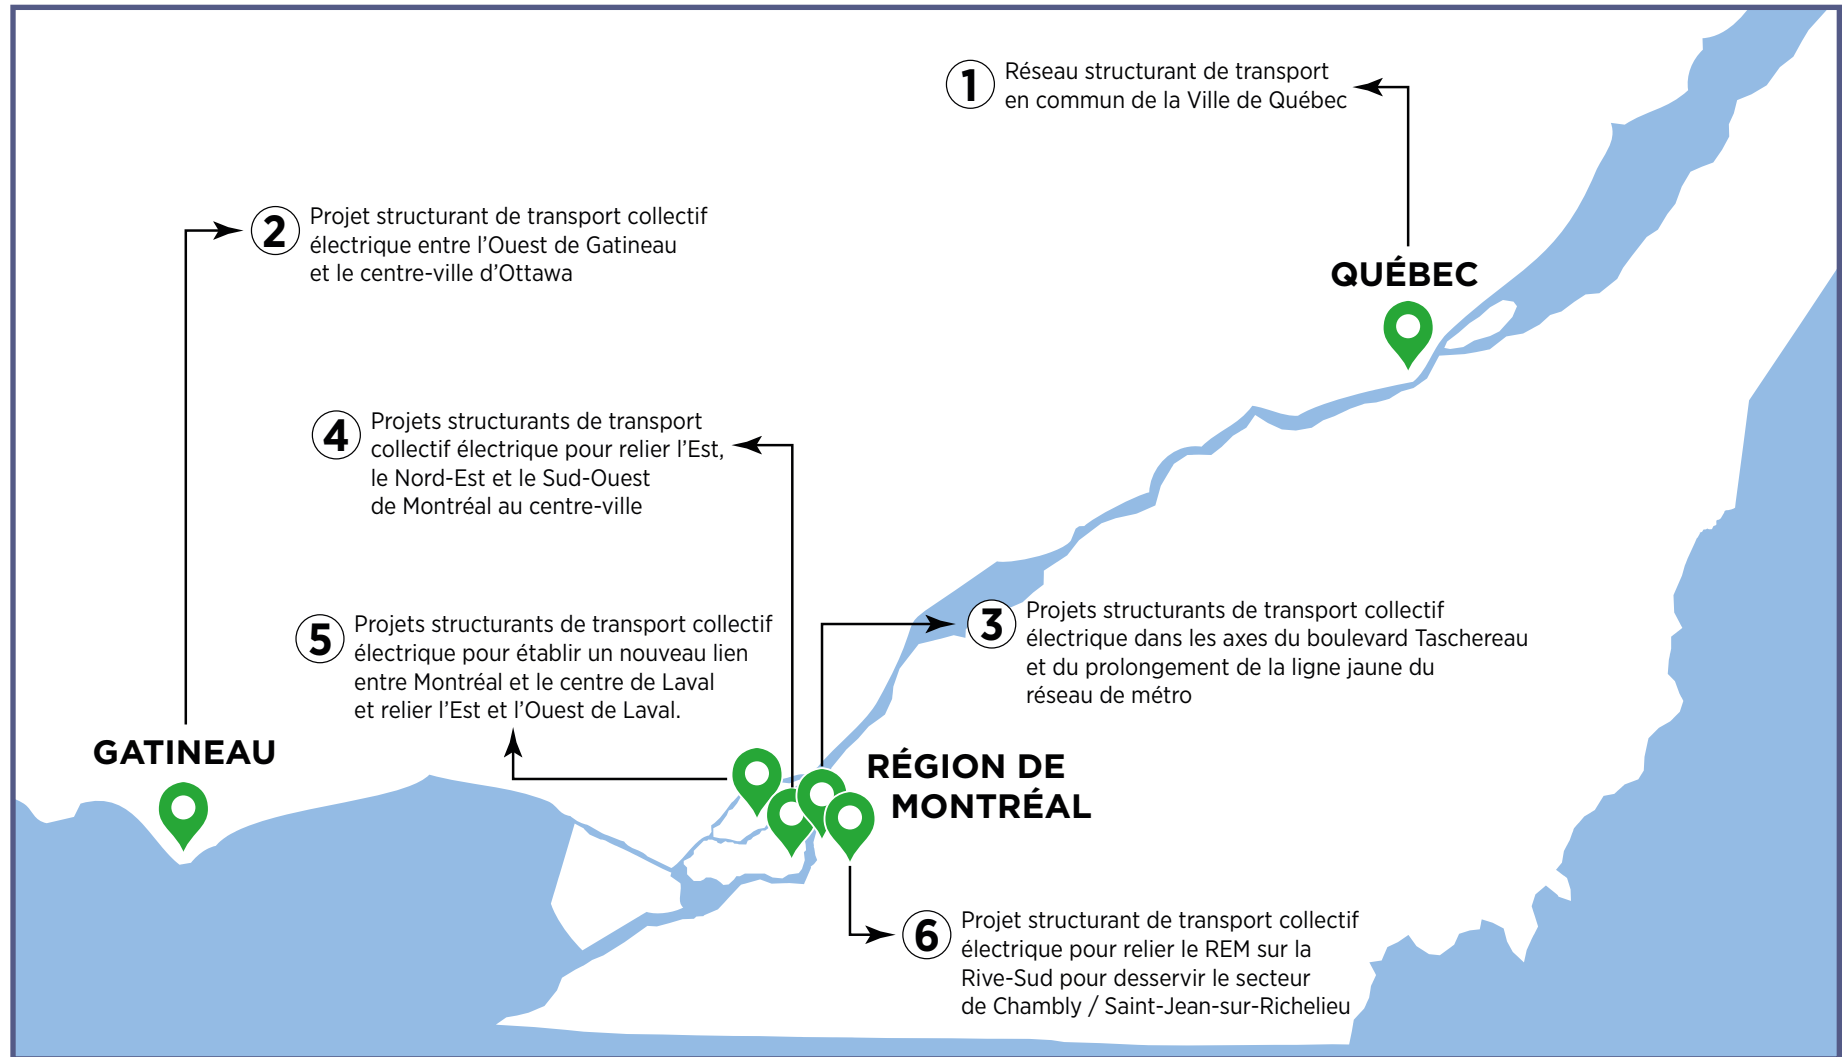 1
Réseau structurant de transport
en commun de la Ville de Québec
QUÉBEC
2
Projet structurant de transport collectif
électrique entre l’Ouest de Gatineau
et le centre-ville d’Ottawa
4
Projets structurants de transport
collectif électrique pour relier l’Est,
le Nord-Est et le Sud-Ouest
de Montréal au centre-ville
5
Projets structurants de transport collectif
électrique pour établir un nouveau lien
entre Montréal et le centre de Laval
et relier l’Est et l’Ouest de Laval.
3
Projets structurants de transport collectif
électrique dans les axes du boulevard Taschereau
et du prolongement de la ligne jaune du
réseau de métro
GATINEAU
RÉGION DE
MONTRÉAL
6
Projet structurant de transport collectif
électrique pour relier le REM sur la
Rive-Sud pour desservir le secteur
de Chambly / Saint-Jean-sur-Richelieu